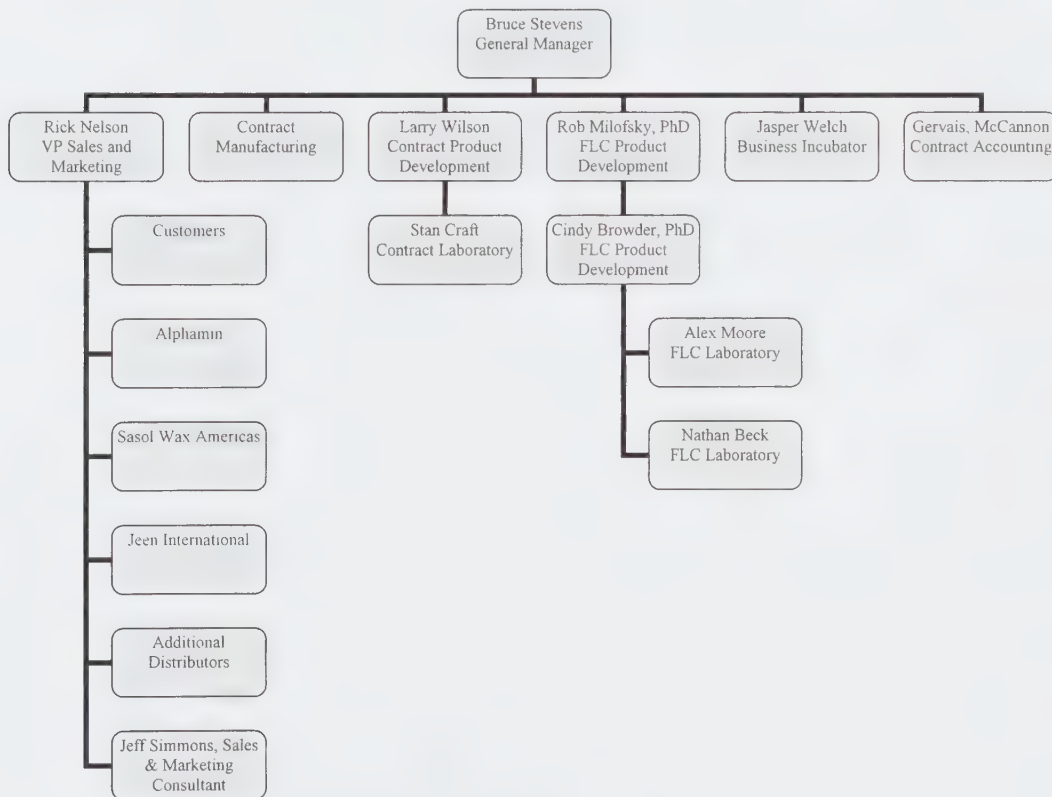 Bruce Stevens
General Manager
Rick Nelson
VP Sales and
Marketing
Contract
Manufacturing
Larry Wilson
Contract Product
Development
Rob Milofsky, PhD
FLC Product
Development
Jasper Welch
Business Incubator
Gervais, McCannon
Contract Accounting
Customers
Stan Craft
Contract Laboratory
Cindy Browder, PhD
FLC Product
Development
Alphamin
Alex Moore
FLC Laboratory
Sasol Wax Americas
Nathan Beck
FLC Laboratory
Jeen International
Additional
Distributors
Jeff Simmons, Sales
& Marketing
Consultant